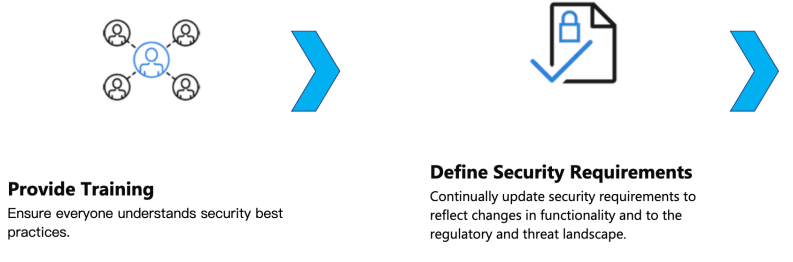 Provide Training
Ensure everyone understands security best
practices.
Define Security Requirements
Continually update security requirements to
reflect changes in functionality and to the
regulatory and threat landscape.